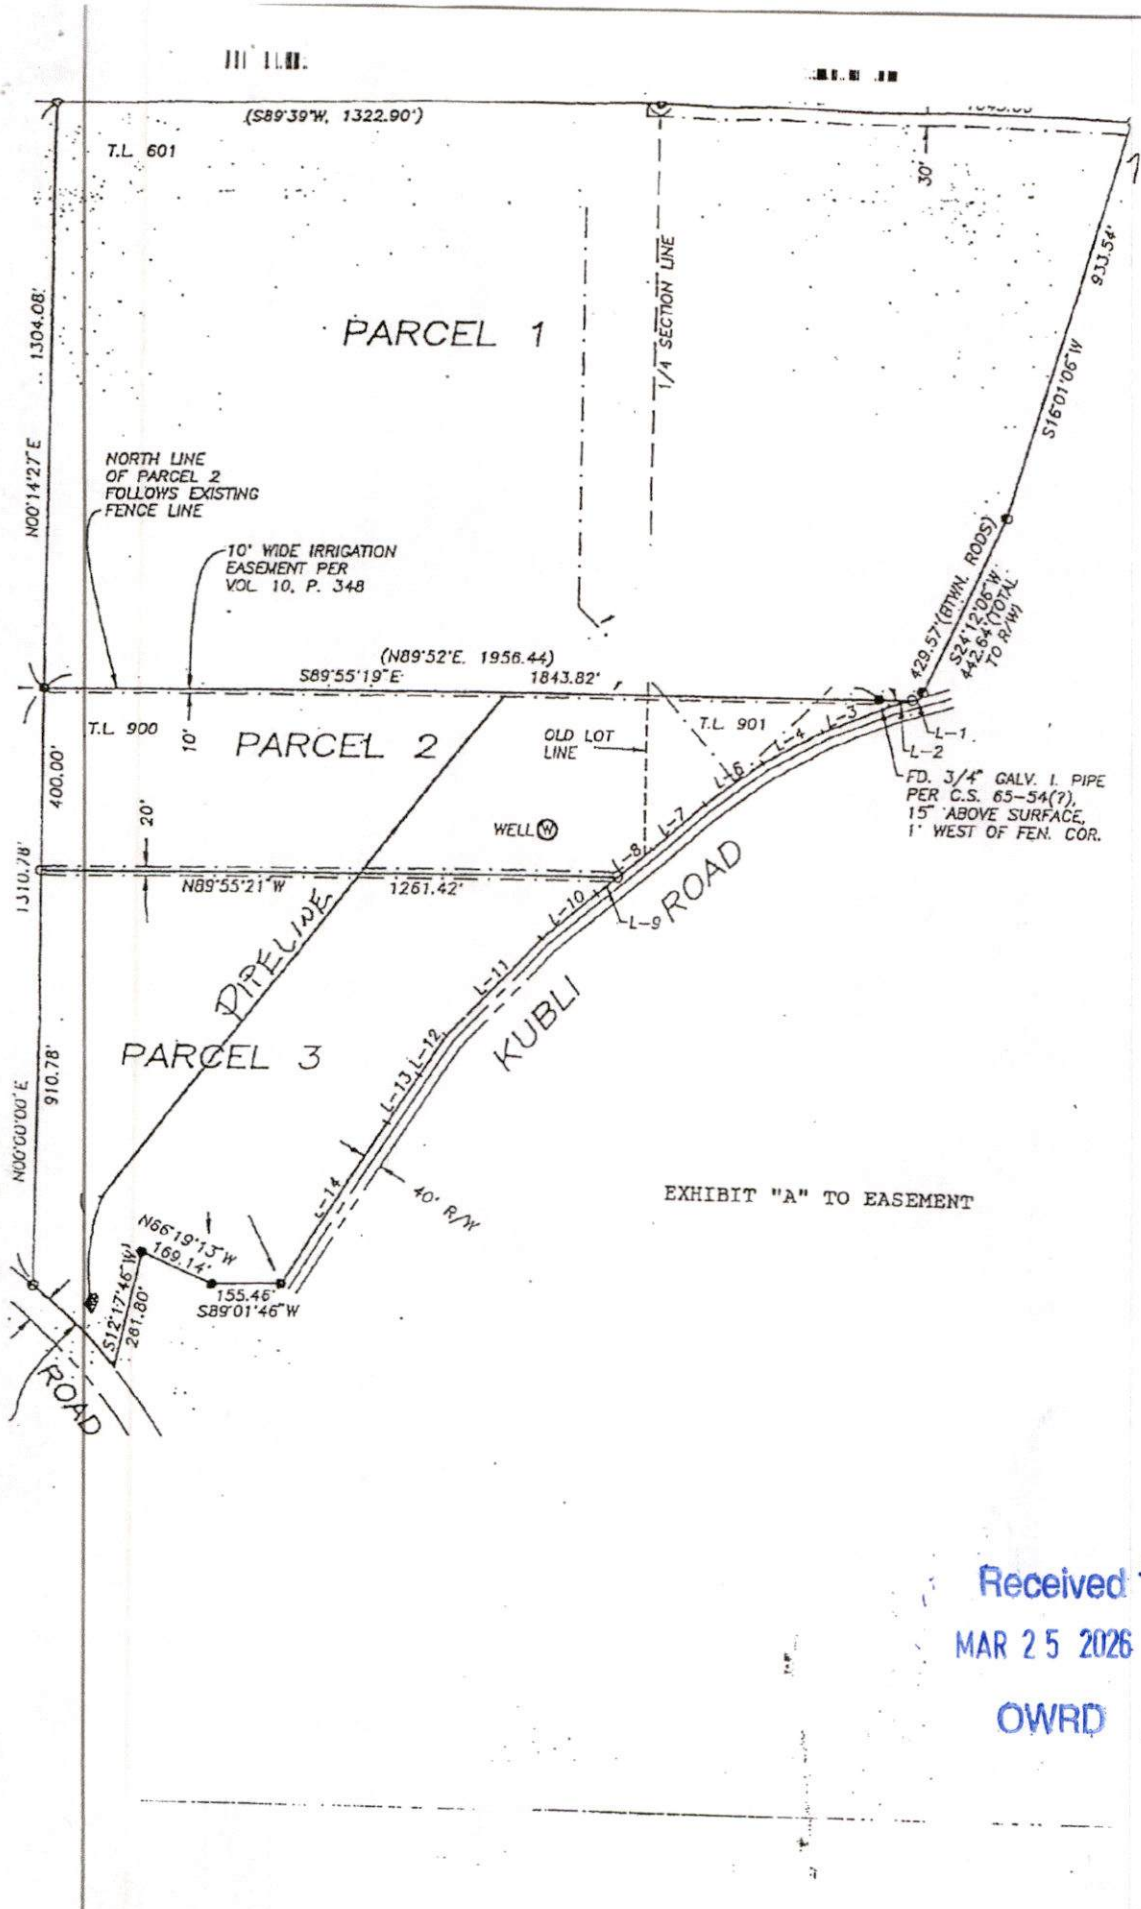 (S89°39"W, 1322.90')
T.L. 601
30'
933.54'
S16°01'06"W
1/4 SECTION LINE
PARCEL 1
1304.08'
N00°14'27"E
NORTH LINE
OF PARCEL 2
FOLLOWS EXISTING
FENCE LINE
10' WIDE IRRIGATION
EASEMENT PER
VOL. 10, P. 348
429.57'(BTWN. RODS)
S24°12'06"W
442.64'(TOTAL
TO R/W)
(N89°52'E. 1956.44)
S89°55'19"E
1843.82'
T.L. 900
10'
PARCEL 2
OLD LOT
LINE
T.L. 901
L-1
L-2
L-3
L-4
L-6
L-7
L-8
FD. 3/4" GALV. I. PIPE
PER C.S. 65-54(?),
15" ABOVE SURFACE,
1' WEST OF FEN. COR.
400.00'
20'
WELL W
1310.78'
N89°55'21"W
1261.42'
L-9
L-10
L-11
L-12
L-13
L-14
KUBLI ROAD
PIPELINE
PARCEL 3
910.78'
N00°00'00"E
40' R/W
EXHIBIT "A" TO EASEMENT
N66°19'13"W
169.14'
155.46'
S89°01'46"W
S12°17'46"W
261.80'
ROAD
Received
MAR 25 2026
OWRD